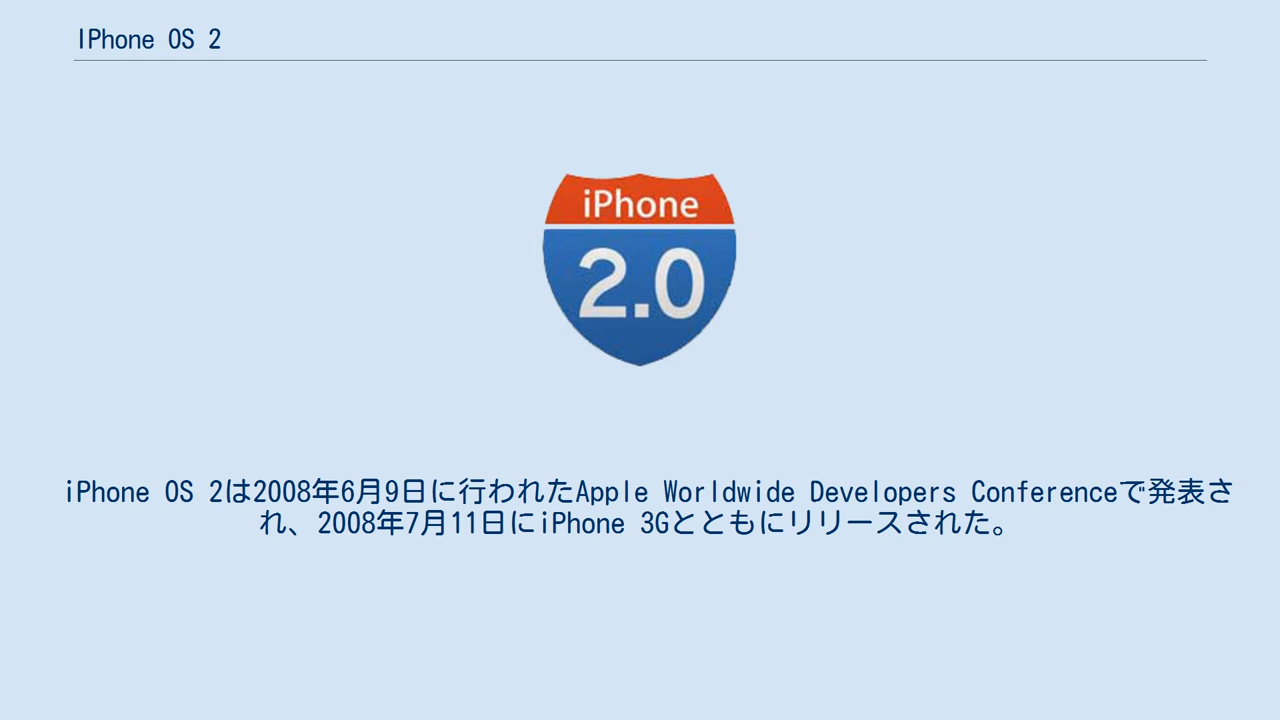 IPhone OS 2
iPhone
2.0
iPhone OS 2は2008年6月9日に行われたApple Worldwide Developers Conferenceで発表さ
れ、2008年7月11日にiPhone 3Gとともにリリースされた。